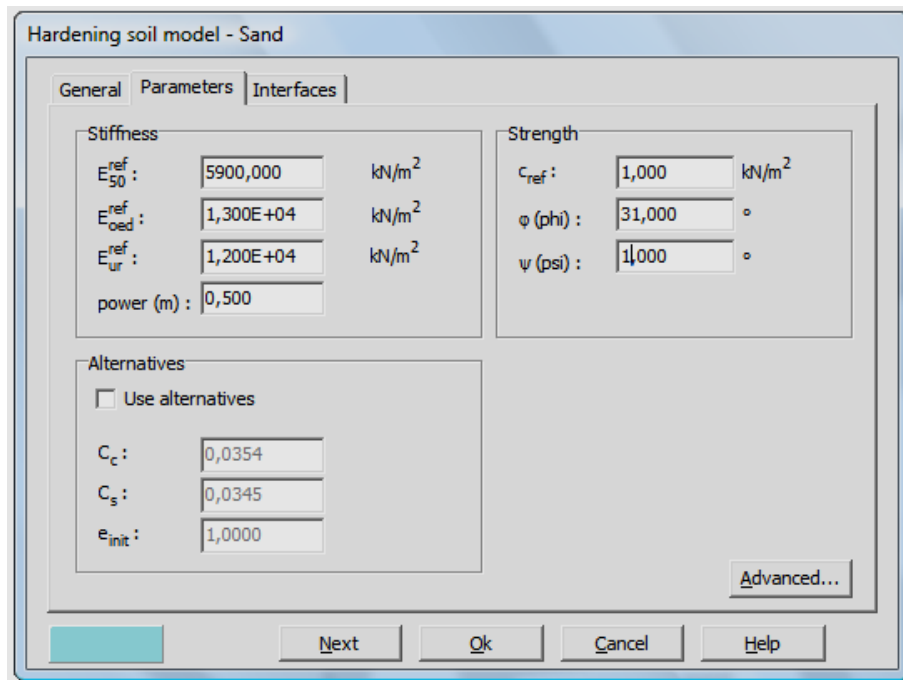 Hardening soil model - Sand
General Parameters Interfaces
Stiffness
E50ref : 5900,000 kN/m2
Eoedref : 1,300E+04 kN/m2
Eurref : 1,200E+04 kN/m2
power (m) : 0,500
Strength
cref : 1,000 kN/m2
φ (phi) : 31,000 °
ψ (psi) : 1,000 °
Alternatives
Use alternatives
Cc : 0,0354
Cs : 0,0345
einit : 1,0000
Advanced...
Next Ok Cancel Help